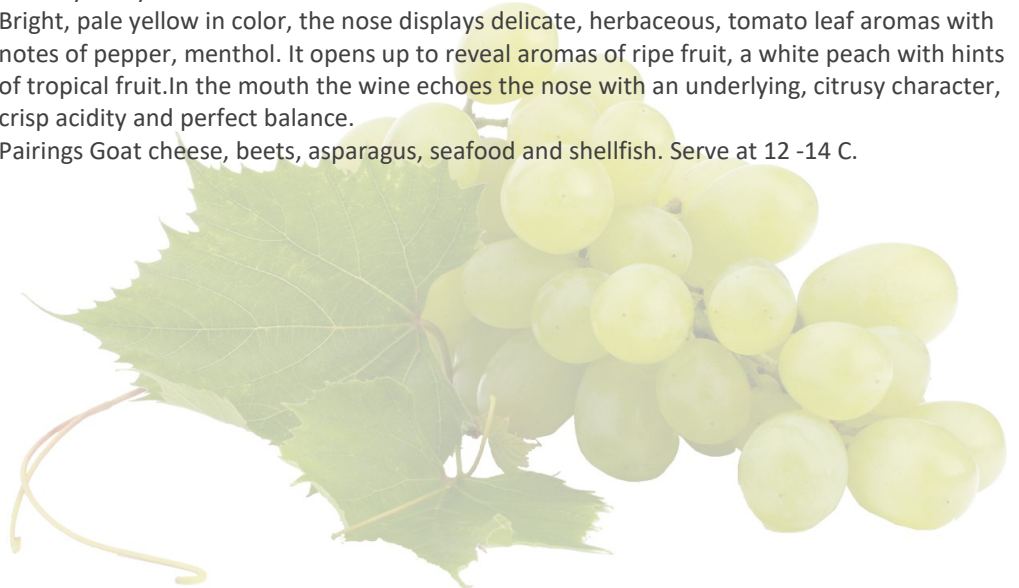 Bright, pale yellow in color, the nose displays delicate, herbaceous, tomato leaf aromas with
notes of pepper, menthol. It opens up to reveal aromas of ripe fruit, a white peach with hints
of tropical fruit.In the mouth the wine echoes the nose with an underlying, citrusy character,
crisp acidity and perfect balance.
Pairings Goat cheese, beets, asparagus, seafood and shellfish. Serve at 12 -14 C.